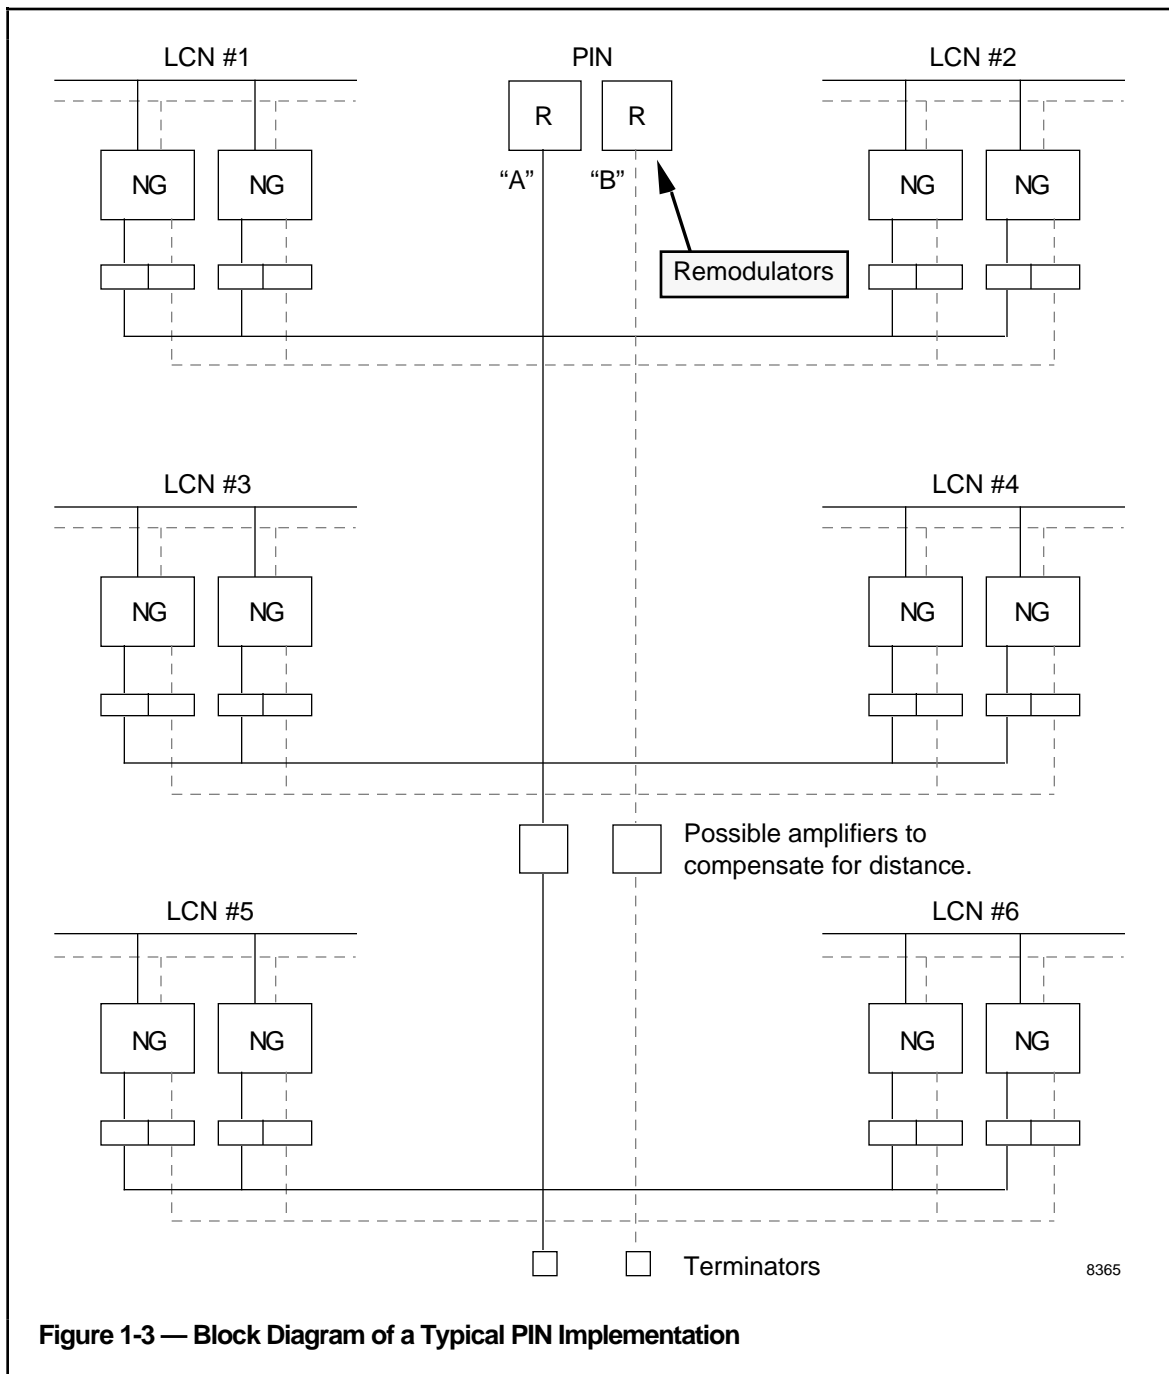 LCN #1
PIN
LCN #2
R
R
NG
NG
“A”
“B”
NG
NG
Remodulators
LCN #3
LCN #4
NG
NG
NG
NG
Possible amplifiers to
compensate for distance.
LCN #5
LCN #6
NG
NG
NG
NG
Terminators
8365
Figure 1-3 — Block Diagram of a Typical PIN Implementation